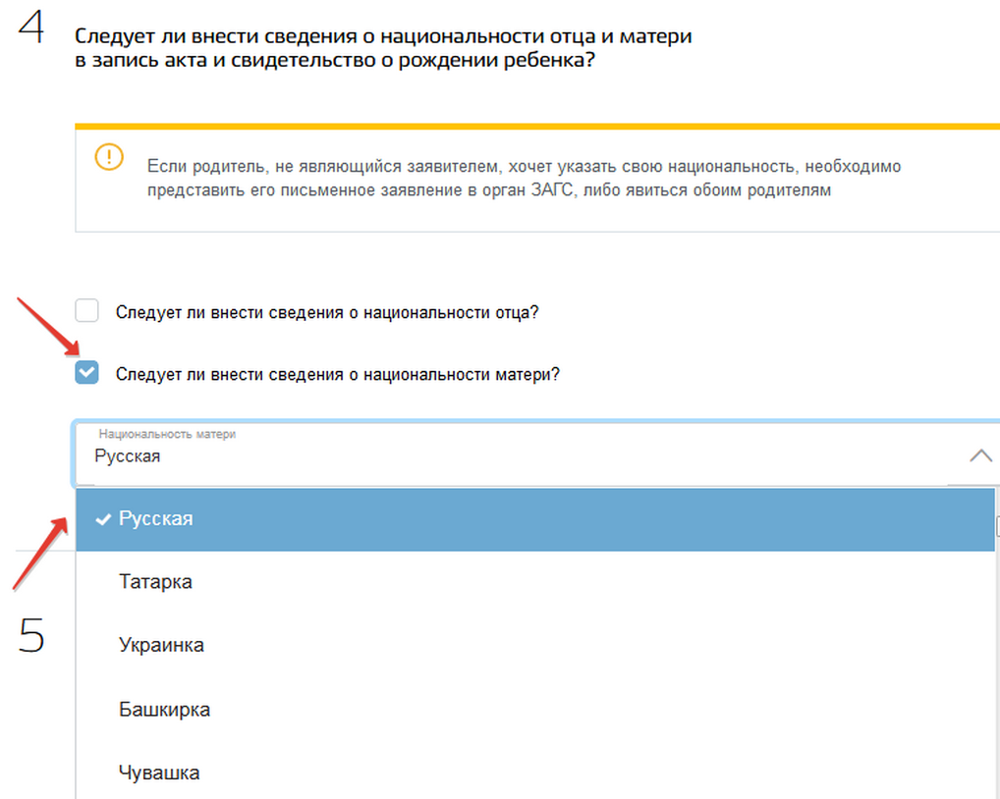 4
Следует ли внести сведения о национальности отца и матери
в запись акта и свидетельство о рождении ребенка?
Если родитель, не являющийся заявителем, хочет указать свою национальность, необходимо
представить его письменное заявление в орган ЗАГС, либо явиться обоим родителям
Следует ли внести сведения о национальности отца?
Следует ли внести сведения о национальности матери?
Национальность матери
Русская
Русская
Татарка
5
Украинка
Башкирка
Чувашка